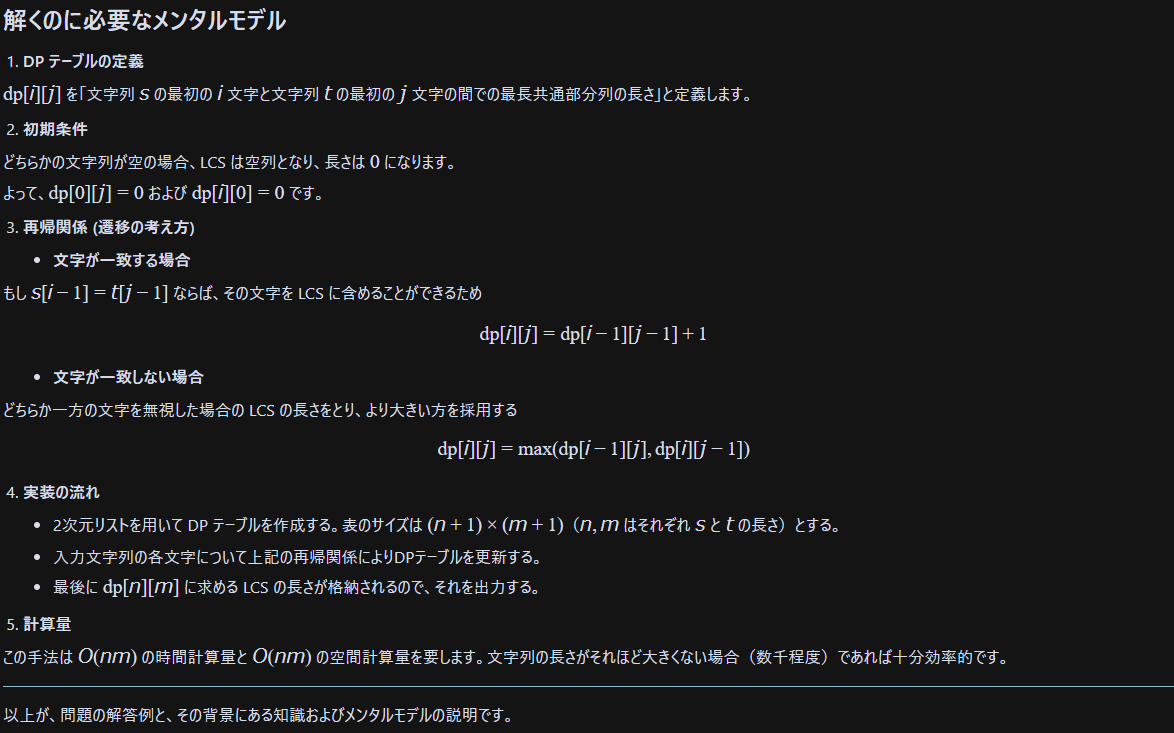 解くのに必要なメンタルモデル
1. DP テーブルの定義
dp[i][j] を「文字列 s の最初の i 文字と文字列 t の最初の j 文字の間での最長共通部分列の長さ」と定義します。
2. 初期条件
どちらかの文字列が空の場合、LCS は空列となり、長さは 0 になります。
よって、dp[0][j] = 0 および dp[i][0] = 0 です。
3. 再帰関係 (遷移の考え方)
• 文字が一致する場合
もし s[i − 1] = t[j − 1] ならば、その文字を LCS に含めることができるため
dp[i][j] = dp[i − 1][j − 1] + 1
• 文字が一致しない場合
どちらか一方の文字を無視した場合の LCS の長さをとり、より大きい方を採用する
dp[i][j] = max(dp[i − 1][j], dp[i][j − 1])
4. 実装の流れ
• 2次元リストを用いて DP テーブルを作成する。表のサイズは (n + 1) × (m + 1)（n, m はそれぞれ s と t の長さ）とする。
• 入力文字列の各文字について上記の再帰関係によりDPテーブルを更新する。
• 最後に dp[n][m] に求める LCS の長さが格納されるので、それを出力する。
5. 計算量
この手法は O(nm) の時間計算量と O(nm) の空間計算量を要します。文字列の長さがそれほど大きくない場合（数千程度）であれば十分効率的です。
以上が、問題の解答例と、その背景にある知識およびメンタルモデルの説明です。